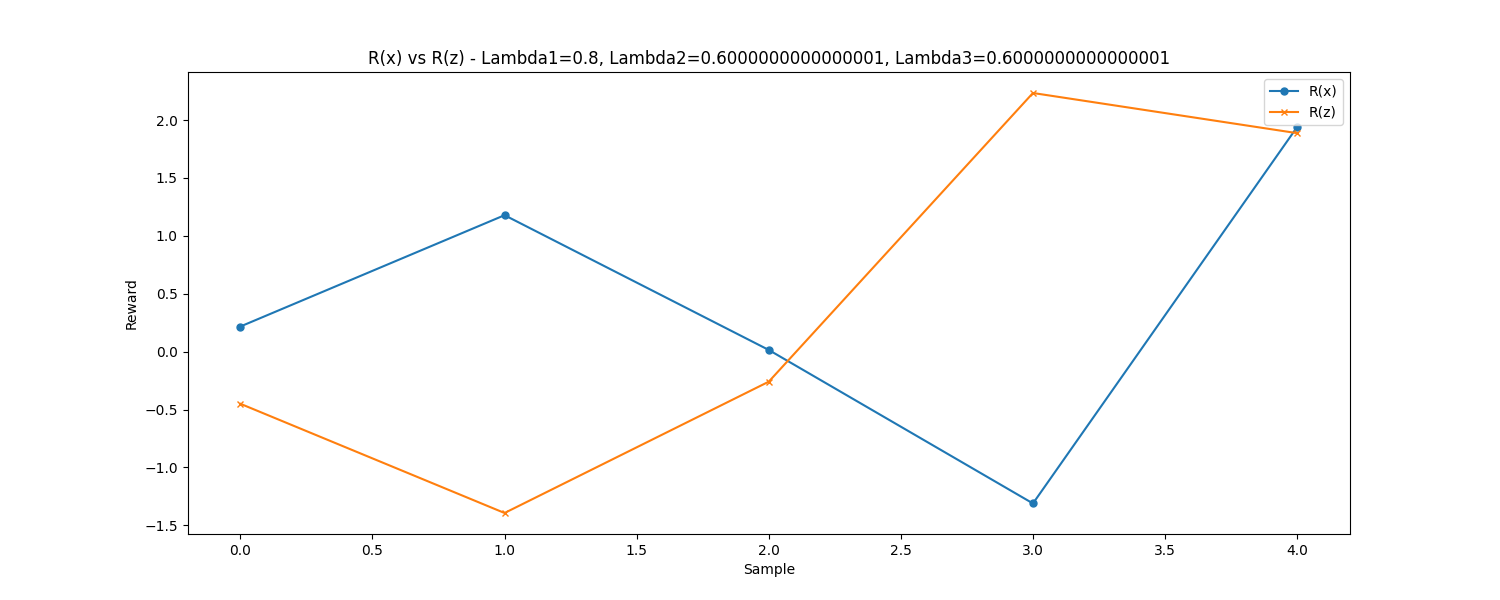 R(x) vs R(z) - Lambda1=0.8, Lambda2=0.6000000000000001, Lambda3=0.6000000000000001
R(x)
R(z)
2.0
1.5
1.0
0.5
0.0
−0.5
−1.0
−1.5
Reward
0.0 0.5 1.0 1.5 2.0 2.5 3.0 3.5 4.0
Sample